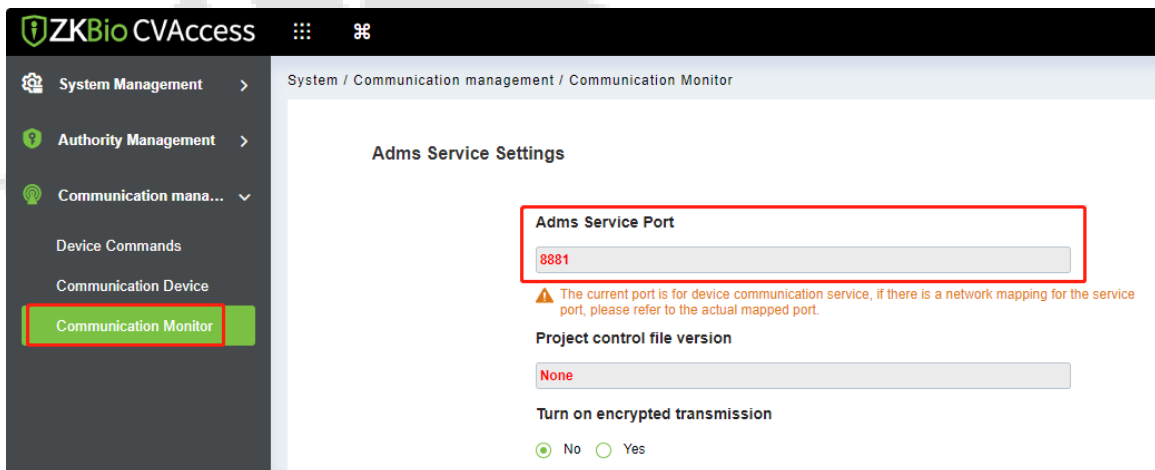 ZKBio CVAccess
System Management
Authority Management
Communication mana...
Device Commands
Communication Device
Communication Monitor
System / Communication management / Communication Monitor
Adms Service Settings
Adms Service Port
8881
The current port is for device communication service, if there is a network mapping for the service
port, please refer to the actual mapped port.
Project control file version
None
Turn on encrypted transmission
No Yes